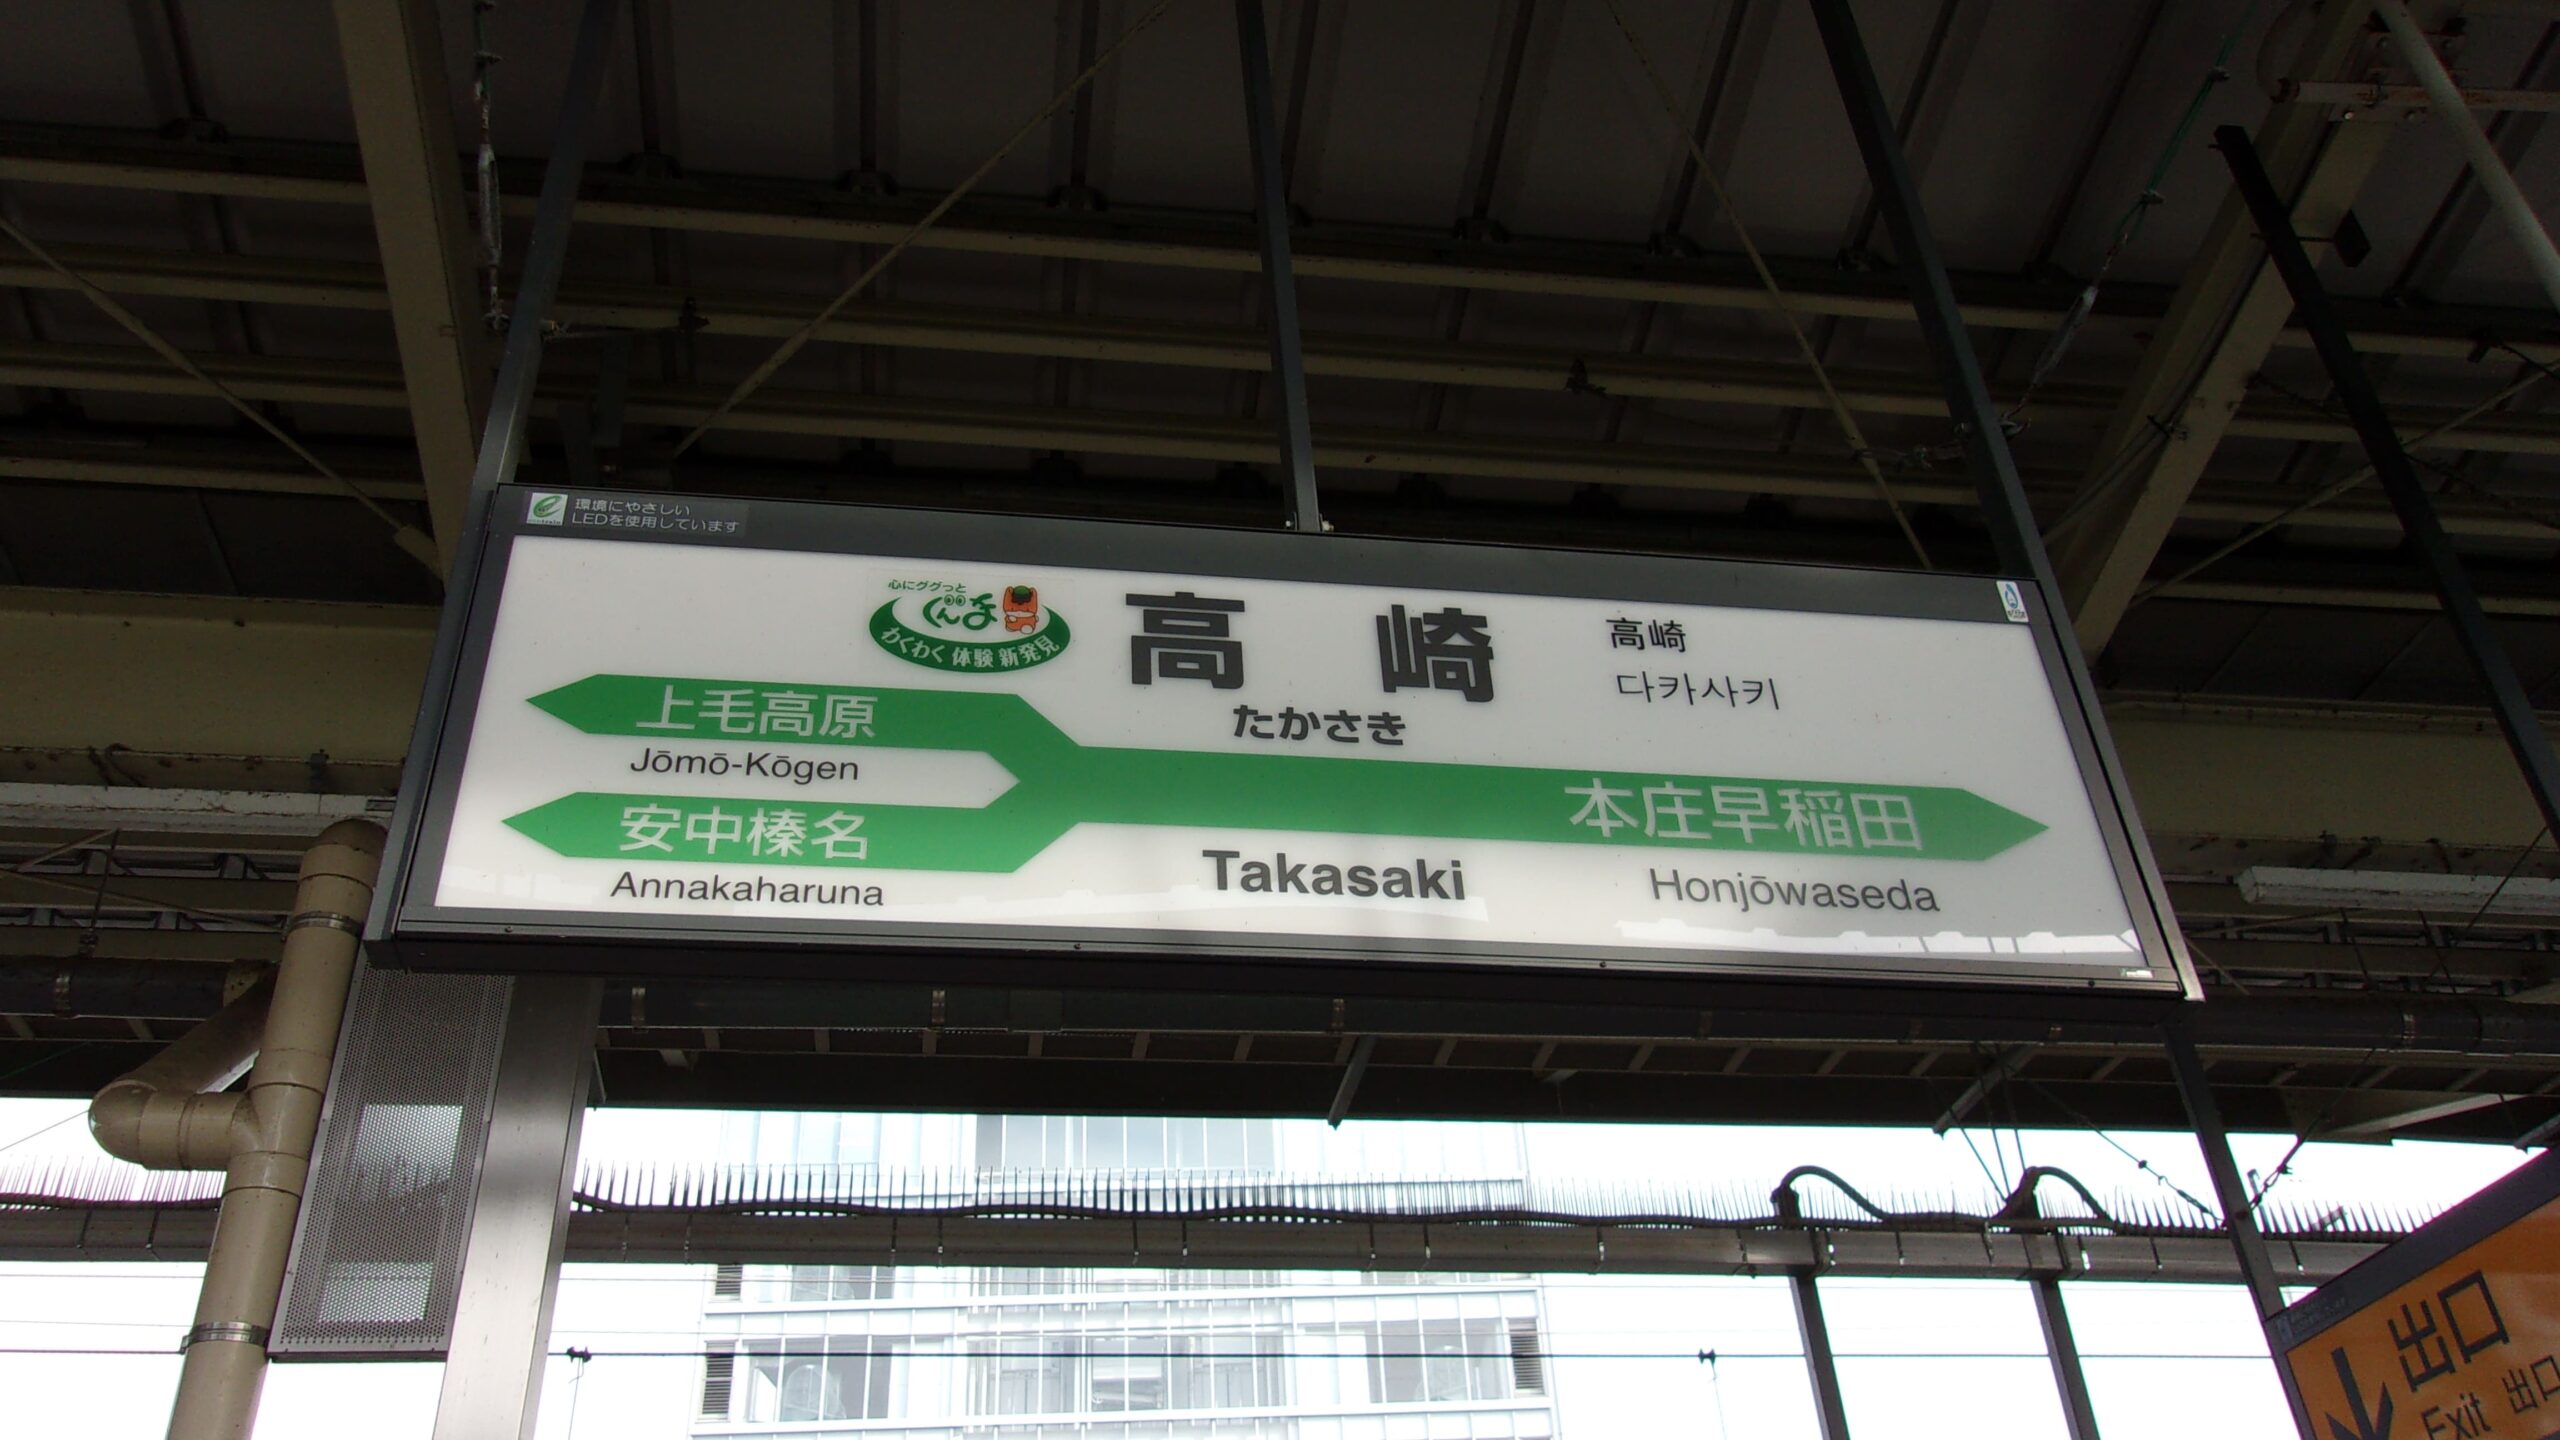 環境にやさしい
LEDを使用しています
心にググっと
ぐんま
わくわく 体験 新発見
高崎
たかさき
高崎
다카사키
上毛高原
Jōmō-Kōgen
安中榛名
Annakaharuna
本庄早稲田
Honjōwaseda
Takasaki
出口
Exit 出口